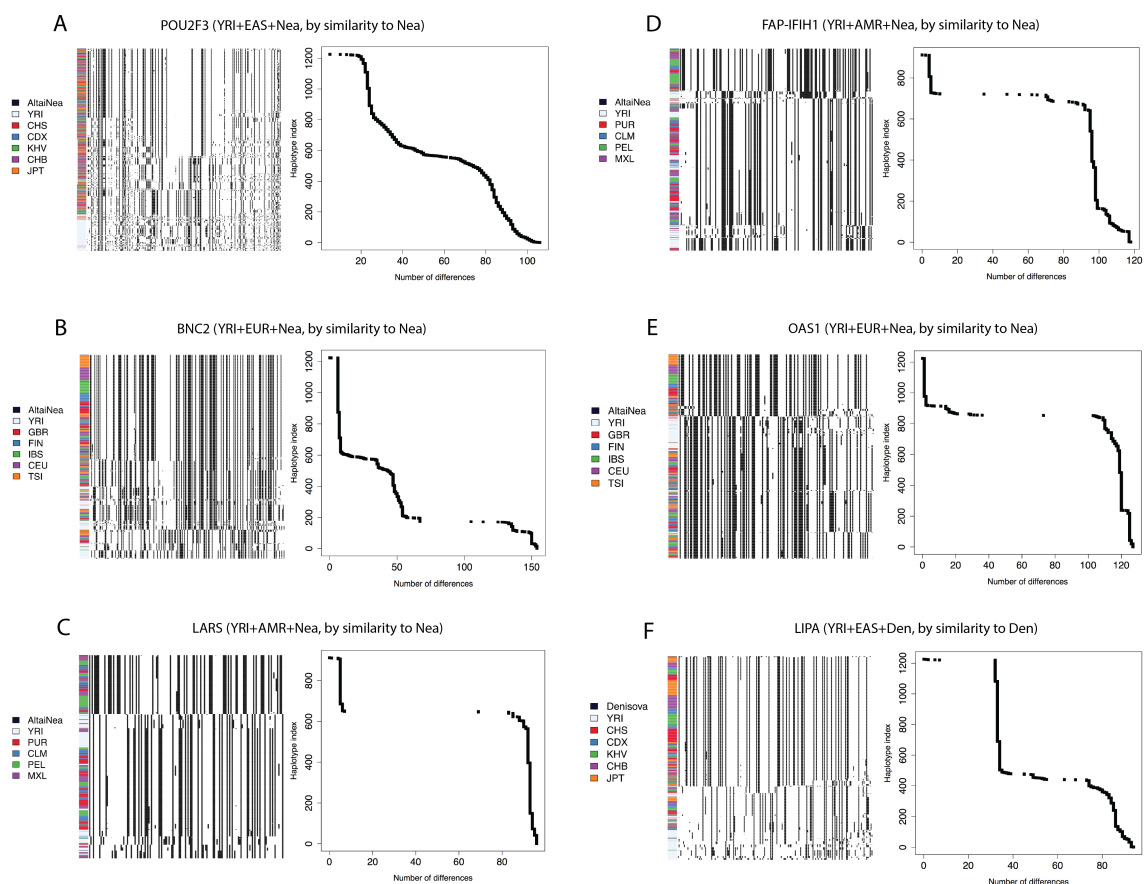 A
POU2F3 (YRI+EAS+Nea, by similarity to Nea)
AltaiNea
YRI
CHS
CDX
KHV
CHB
JPT
Haplotype index
0 200 400 600 800 1000 1200
20 40 60 80 100
Number of differences
D
FAP-IFIH1 (YRI+AMR+Nea, by similarity to Nea)
AltaiNea
YRI
PUR
CLM
PEL
MXL
Haplotype index
0 200 400 600 800
0 20 40 60 80 100 120
Number of differences
B
BNC2 (YRI+EUR+Nea, by similarity to Nea)
AltaiNea
YRI
GBR
FIN
IBS
CEU
TSI
Haplotype index
0 200 400 600 800 1000 1200
0 50 100 150
Number of differences
E
OAS1 (YRI+EUR+Nea, by similarity to Nea)
AltaiNea
YRI
GBR
FIN
IBS
CEU
TSI
Haplotype index
0 200 400 600 800 1000 1200
0 20 40 60 80 100 120
Number of differences
C
LARS (YRI+AMR+Nea, by similarity to Nea)
AltaiNea
YRI
PUR
CLM
PEL
MXL
Haplotype index
0 200 400 600 800
0 20 40 60 80
Number of differences
F
LIPA (YRI+EAS+Den, by similarity to Den)
Denisova
YRI
CHS
CDX
KHV
CHB
JPT
Haplotype index
0 200 400 600 800 1000 1200
0 20 40 60 80
Number of differences